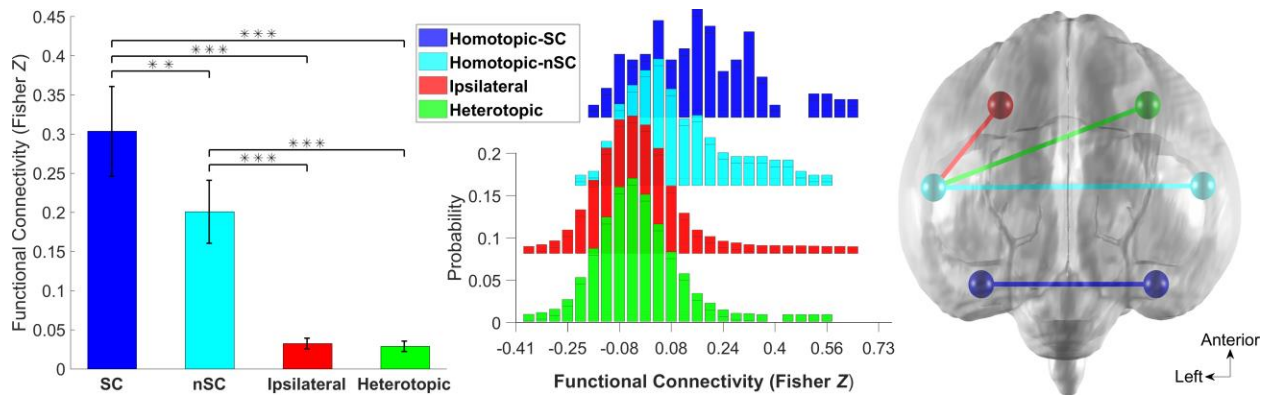 Functional Connectivity (Fisher Z)
0.45
0.4
0.35
0.3
0.25
0.2
0.15
0.1
0.05
0
***
***
**
***
***
SC
nSC
Ipsilateral
Heterotopic
Homotopic-SC
Homotopic-nSC
Ipsilateral
Heterotopic
Probability
0.2
0.15
0.1
0.05
0
-0.41 -0.25 -0.08 0.08 0.24 0.4 0.56 0.73
Functional Connectivity (Fisher Z)
Anterior
Left